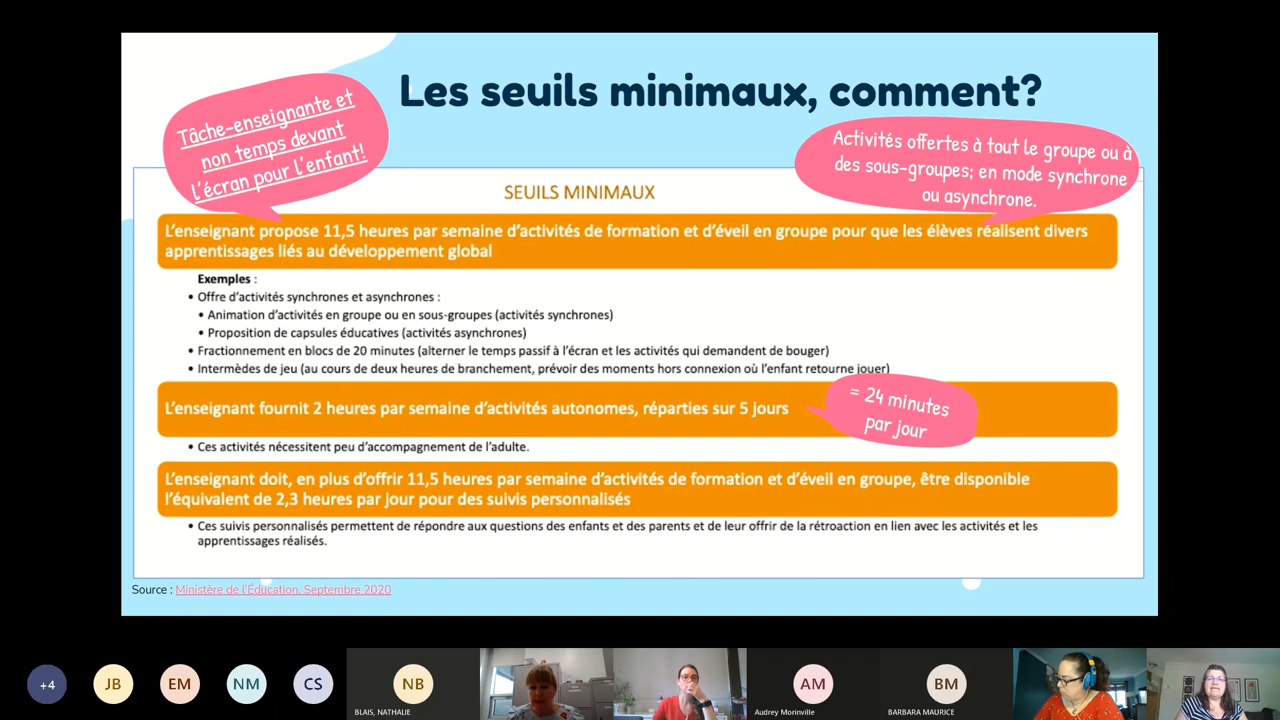 Les seuils minimaux, comment?
Tâche-enseignante et
non temps devant
l'écran pour l'enfant!
Activités offertes à tout le groupe ou à
des sous-groupes; en mode synchrone
ou asynchrone.
SEUILS MINIMAUX
L'enseignant propose 11,5 heures par semaine d'activités de formation et d'éveil en groupe pour que les élèves réalisent divers
apprentissages liés au développement global
Exemples :
• Offre d'activités synchrones et asynchrones :
• Animation d'activités en groupe ou en sous-groupes (activités synchrones)
• Proposition de capsules éducatives (activités asynchrones)
• Fractionnement en blocs de 20 minutes (alterner le temps passif à l'écran et les activités qui demandent de bouger)
• Intermèdes de jeu (au cours de deux heures de branchement, prévoir des moments hors connexion où l'enfant retourne jouer)
L'enseignant fournit 2 heures par semaine d'activités autonomes, réparties sur 5 jours
= 24 minutes
par jour
• Ces activités nécessitent peu d'accompagnement de l'adulte.
L'enseignant doit, en plus d'offrir 11,5 heures par semaine d'activités de formation et d'éveil en groupe, être disponible
l'équivalent de 2,3 heures par jour pour des suivis personnalisés
• Ces suivis personnalisés permettent de répondre aux questions des enfants et des parents et de leur offrir de la rétroaction en lien avec les activités et les
apprentissages réalisés.
Source : Ministère de l'Éducation, Septembre 2020
+4
JB
EM
NM
CS
NB
BLAIS, NATHALIE
AM
Audrey Morinville
BM
BARBARA MAURICE